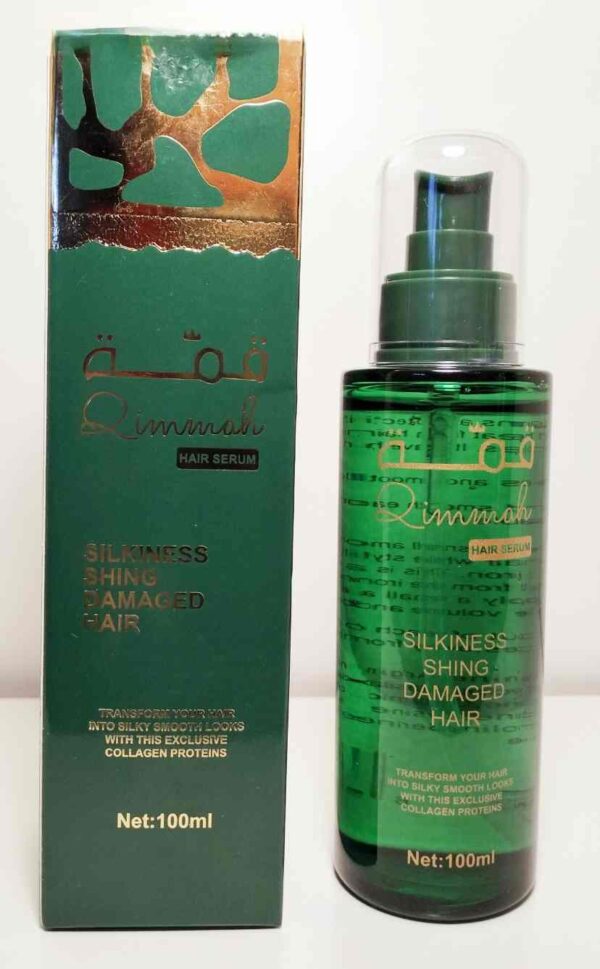 قمّة
Qimmah
HAIR SERUM
SILKINESS
SHING
DAMAGED
HAIR
TRANSFORM YOUR HAIR
INTO SILKY SMOOTH LOOKS
WITH THIS EXCLUSIVE
COLLAGEN PROTEINS
Net:100ml
قمّة
Qimmah
HAIR SERUM
SILKINESS
SHING
DAMAGED
HAIR
TRANSFORM YOUR HAIR
INTO SILKY SMOOTH LOOKS
WITH THIS EXCLUSIVE
COLLAGEN PROTEINS
Net:100ml